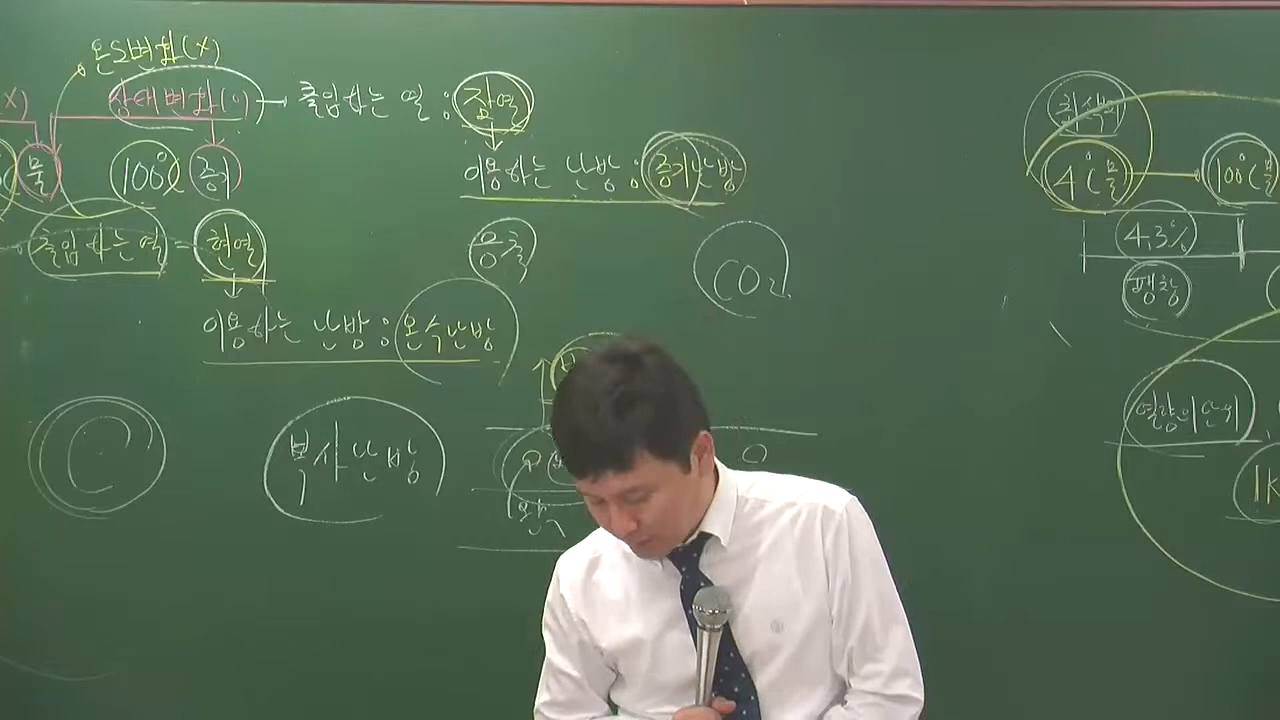 온도변화(X)
X)
상태변화(O) → 출입하는 열 : 잠열
물 100℃ 증기
이용하는 난방 : 증기난방
출입하는 열 = 현열
이용하는 난방 : 온수난방
응축
CO₂
복사난방
C
4℃물 → 100℃물
4.3%
팽창
열량의 단위
1K